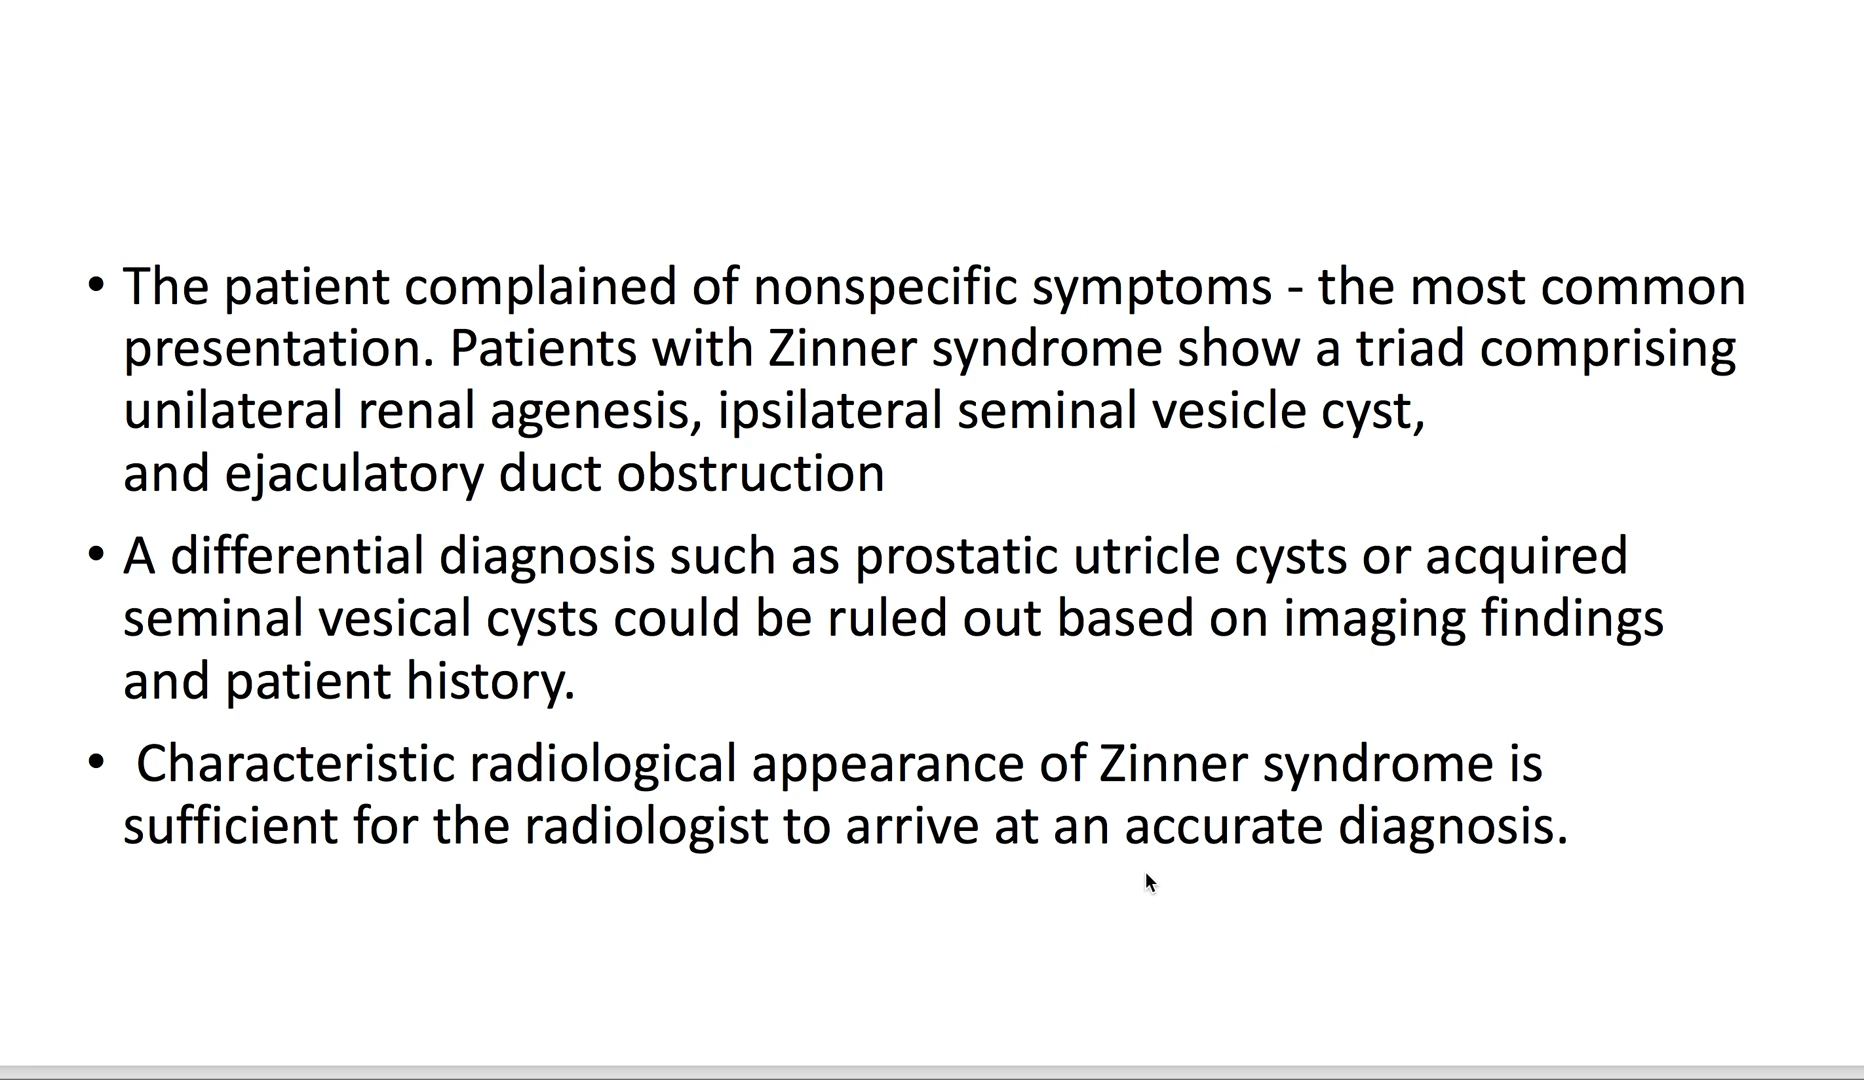 • The patient complained of nonspecific symptoms - the most common
presentation. Patients with Zinner syndrome show a triad comprising
unilateral renal agenesis, ipsilateral seminal vesicle cyst,
and ejaculatory duct obstruction
• A differential diagnosis such as prostatic utricle cysts or acquired
seminal vesical cysts could be ruled out based on imaging findings
and patient history.
• Characteristic radiological appearance of Zinner syndrome is
sufficient for the radiologist to arrive at an accurate diagnosis.